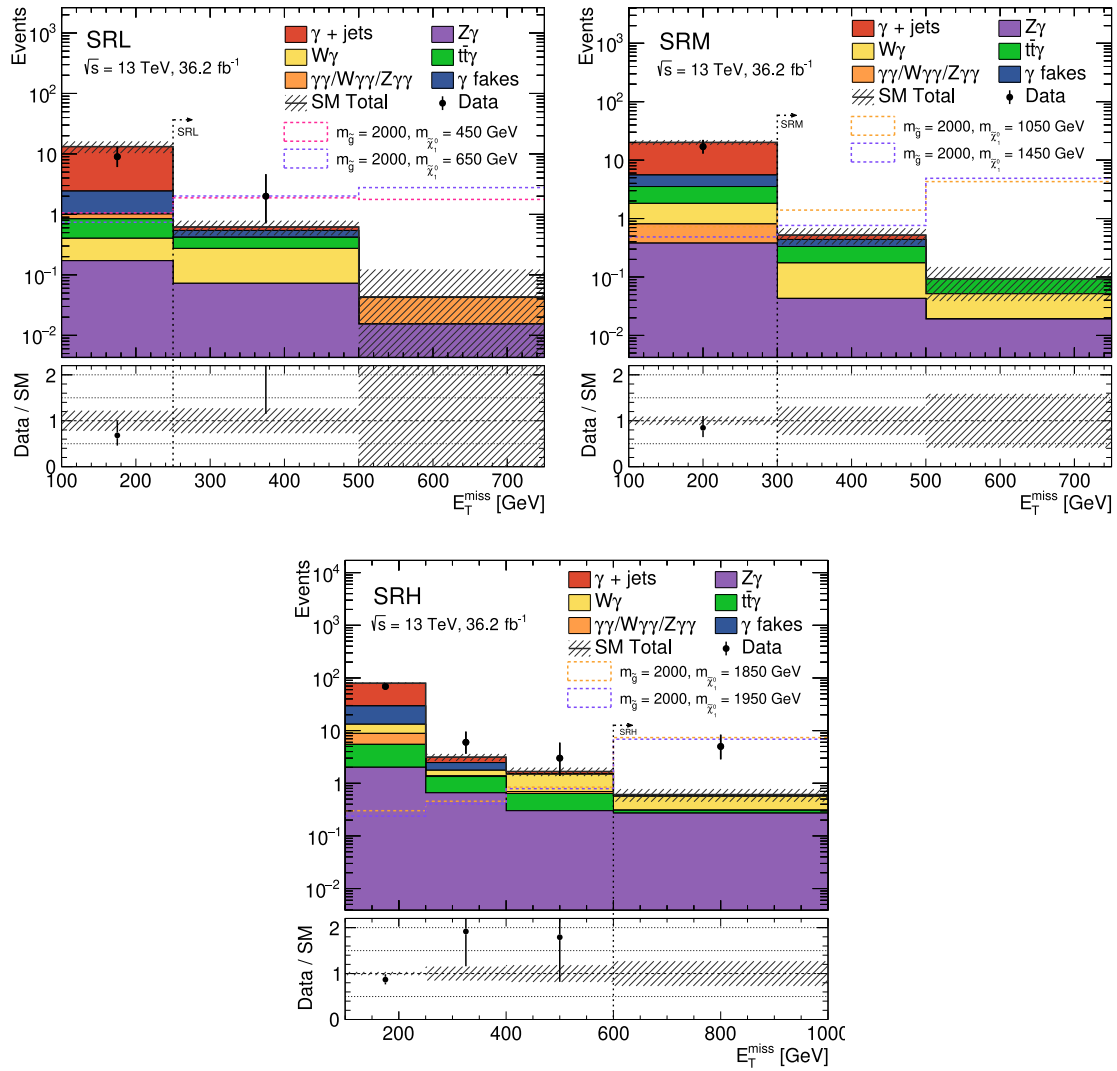 Events
10³
10²
10
1
10⁻¹
10⁻²
SRL
√s = 13 TeV, 36.2 fb⁻¹
γ + jets
Zγ
Wγ
tt̄γ
γγ/Wγγ/Zγγ
γ fakes
SM Total
Data
m_g̃ = 2000, m_χ̃₁⁰ = 450 GeV
m_g̃ = 2000, m_χ̃₁⁰ = 650 GeV
SRL
Data / SM
2
1
0
100 200 300 400 500 600 700
E_T^miss [GeV]
Events
10³
10²
10
1
10⁻¹
10⁻²
SRM
√s = 13 TeV, 36.2 fb⁻¹
γ + jets
Zγ
Wγ
tt̄γ
γγ/Wγγ/Zγγ
γ fakes
SM Total
Data
m_g̃ = 2000, m_χ̃₁⁰ = 1050 GeV
m_g̃ = 2000, m_χ̃₁⁰ = 1450 GeV
SRM
Data / SM
2
1
0
100 200 300 400 500 600 700
E_T^miss [GeV]
Events
10⁴
10³
10²
10
1
10⁻¹
10⁻²
SRH
√s = 13 TeV, 36.2 fb⁻¹
γ + jets
Zγ
Wγ
tt̄γ
γγ/Wγγ/Zγγ
γ fakes
SM Total
Data
m_g̃ = 2000, m_χ̃₁⁰ = 1850 GeV
m_g̃ = 2000, m_χ̃₁⁰ = 1950 GeV
SRH
Data / SM
2
1
0
200 400 600 800 1000
E_T^miss [GeV]